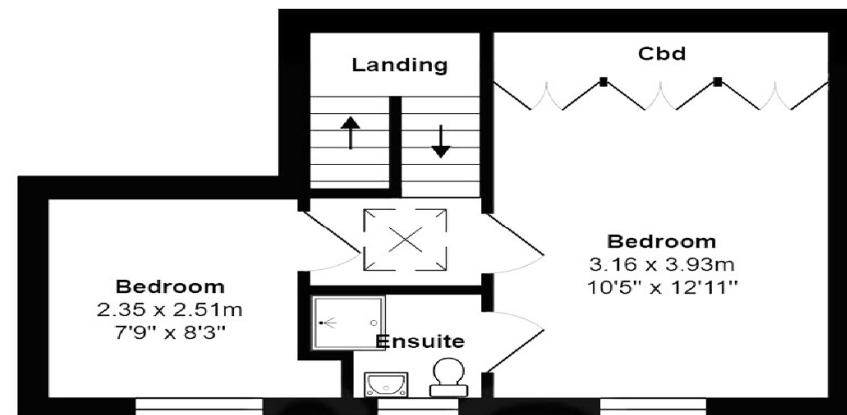 Landing
Cbd
Bedroom
3.16 x 3.93m
10'5" x 12'11"
Bedroom
2.35 x 2.51m
7'9" x 8'3"
Ensuite